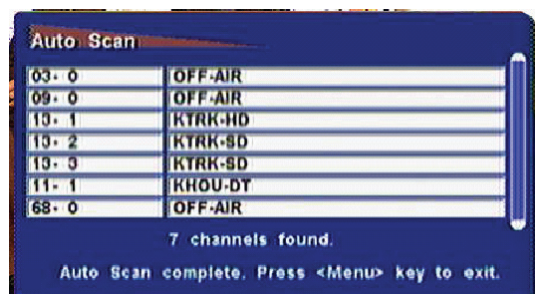 Auto Scan
03- 0 OFF-AIR
09- 0 OFF-AIR
13- 1 KTRK-HD
13- 2 KTRK-SD
13- 3 KTRK-SD
11- 1 KHOU-DT
68- 0 OFF-AIR
7 channels found.
Auto Scan complete. Press <Menu> key to exit.